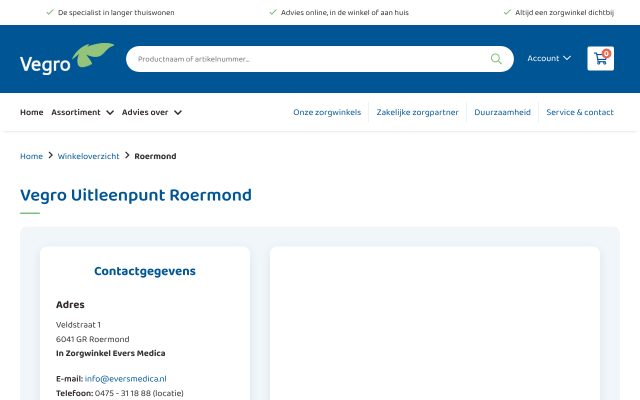 De specialist in langer thuiswonen
Advies online, in de winkel of aan huis
Altijd een zorgwinkel dichtbij
Vegro
Productnaam of artikelnummer...
Account
0
Home
Assortiment
Advies over
Onze zorgwinkels
Zakelijke zorgpartner
Duurzaamheid
Service & contact
Home > Winkeloverzicht > Roermond
Vegro Uitleenpunt Roermond
Contactgegevens
Adres
Veldstraat 1
6041 GR Roermond
In Zorgwinkel Evers Medica
E-mail: info@eversmedica.nl
Telefoon: 0475 - 31 18 88 (locatie)